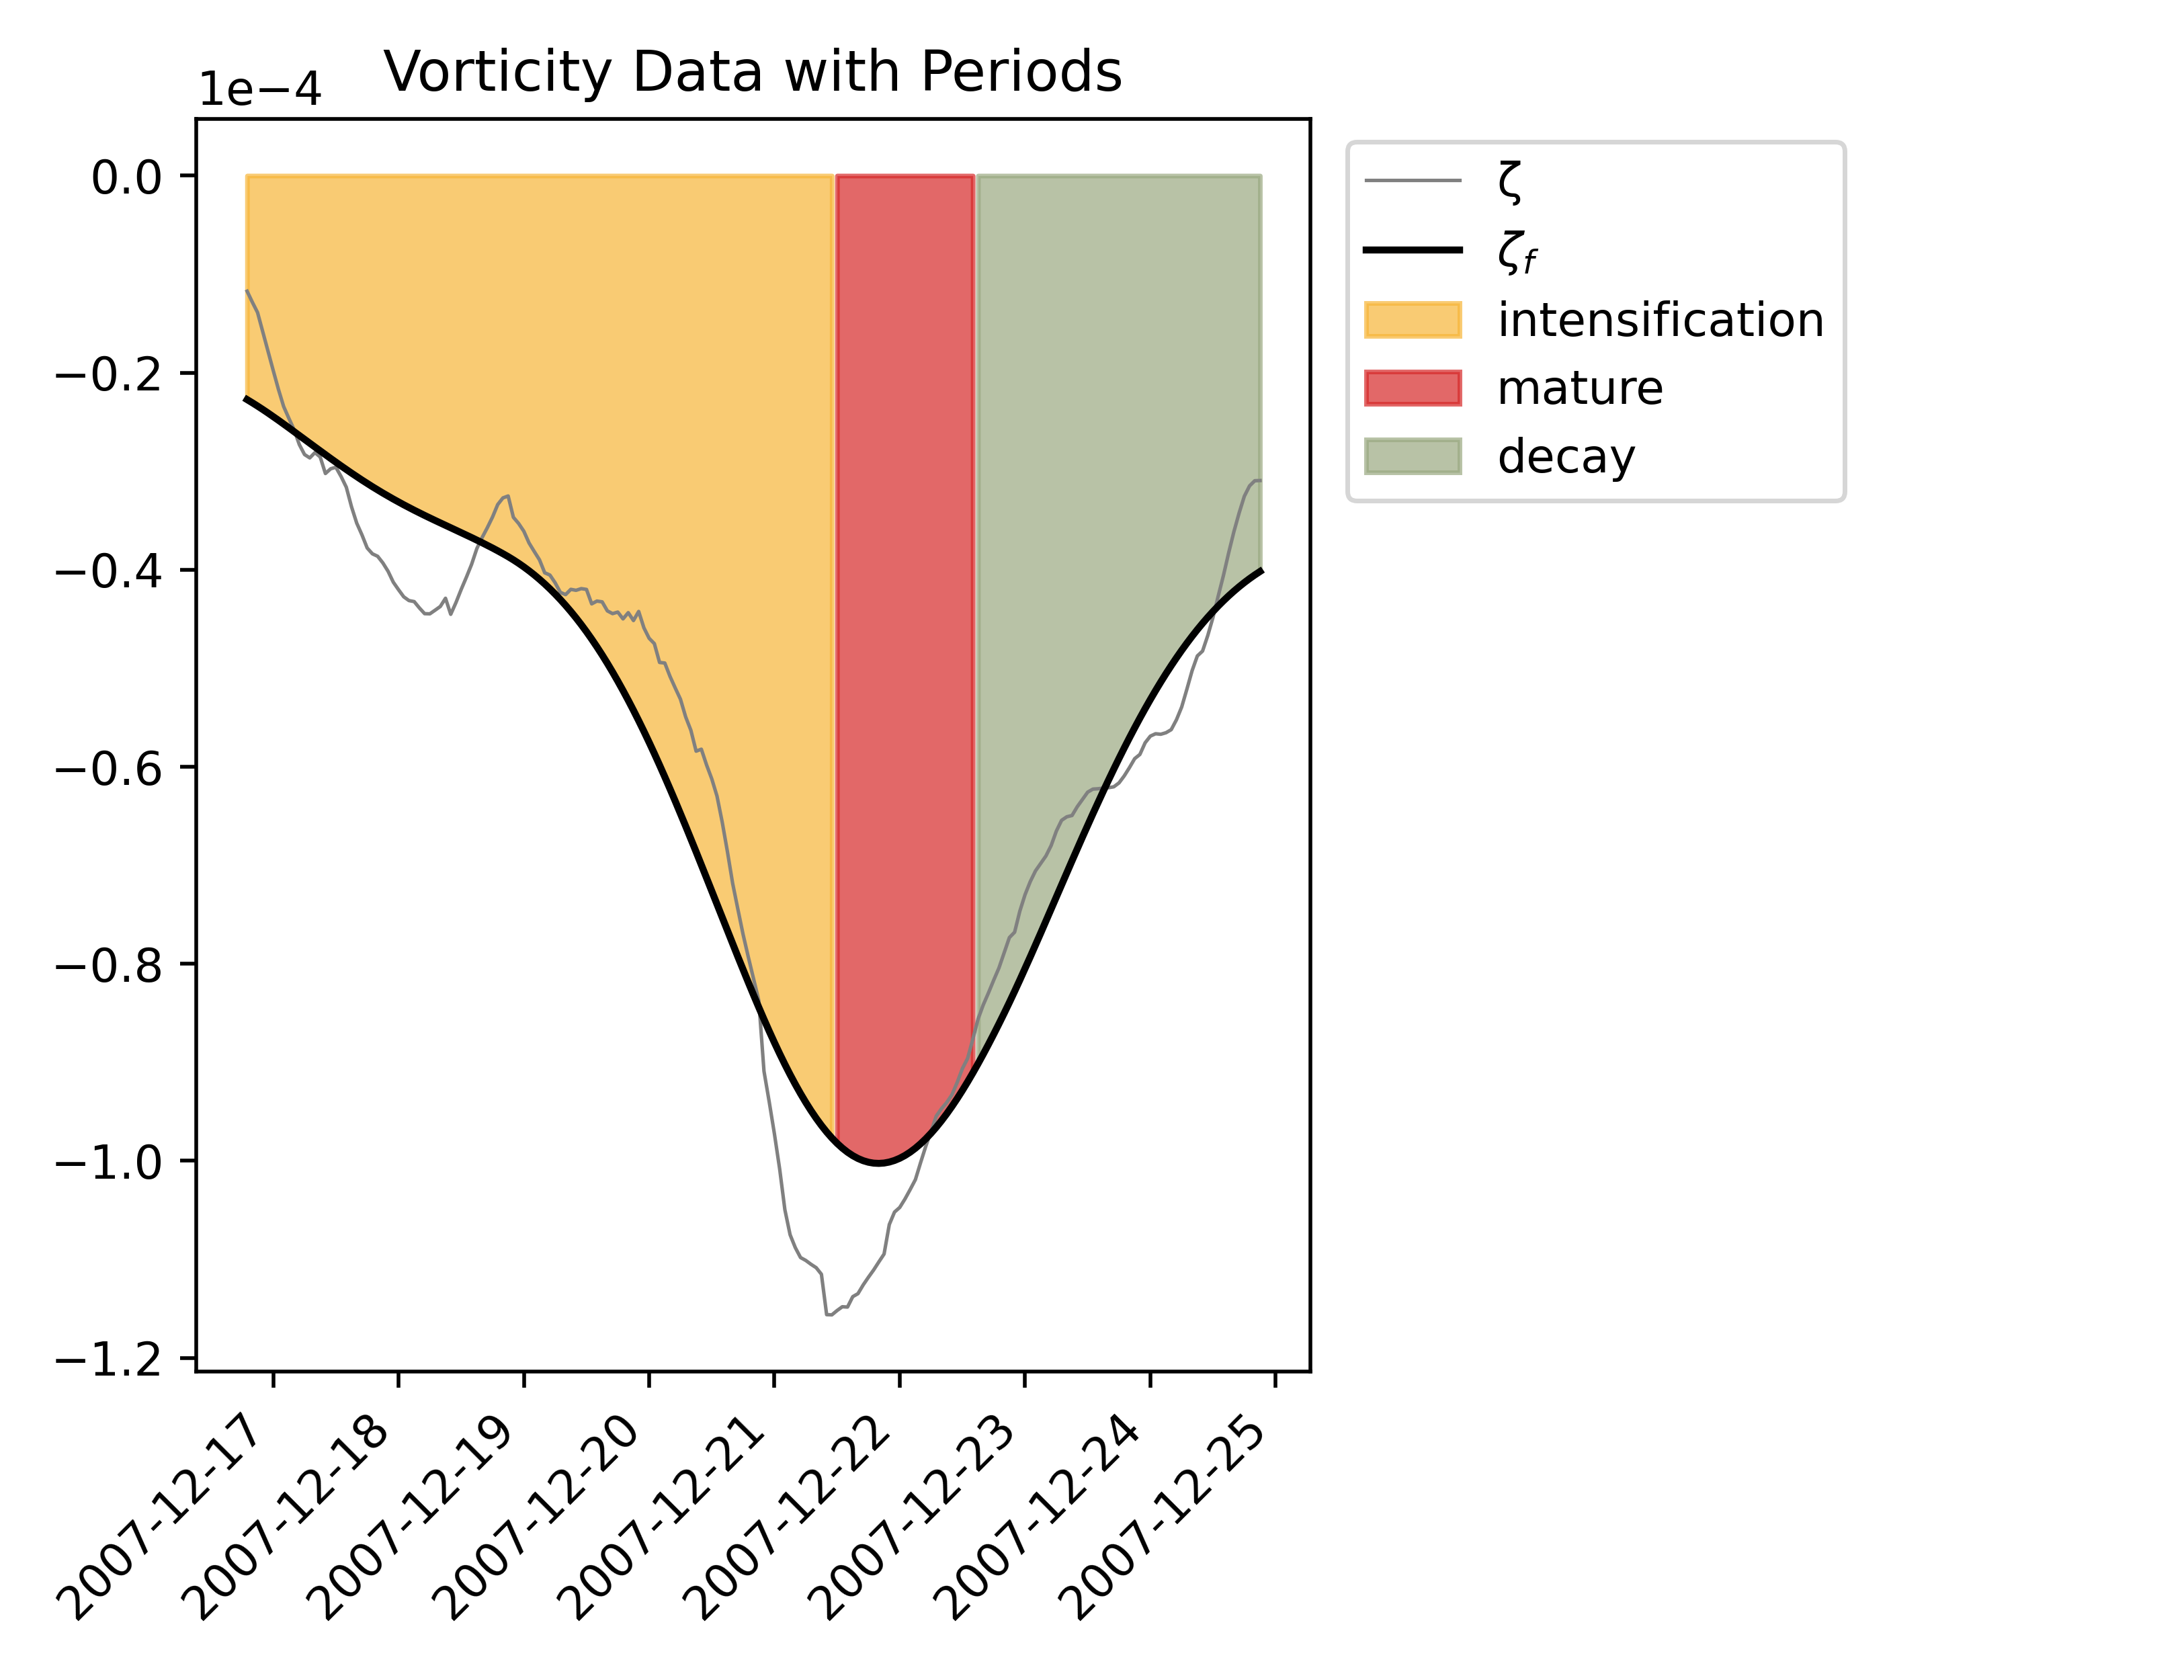 Vorticity Data with Periods
1e−4
0.0
−0.2
−0.4
−0.6
−0.8
−1.0
−1.2
2007-12-17
2007-12-18
2007-12-19
2007-12-20
2007-12-21
2007-12-22
2007-12-23
2007-12-24
2007-12-25
ζ
ζf
intensification
mature
decay